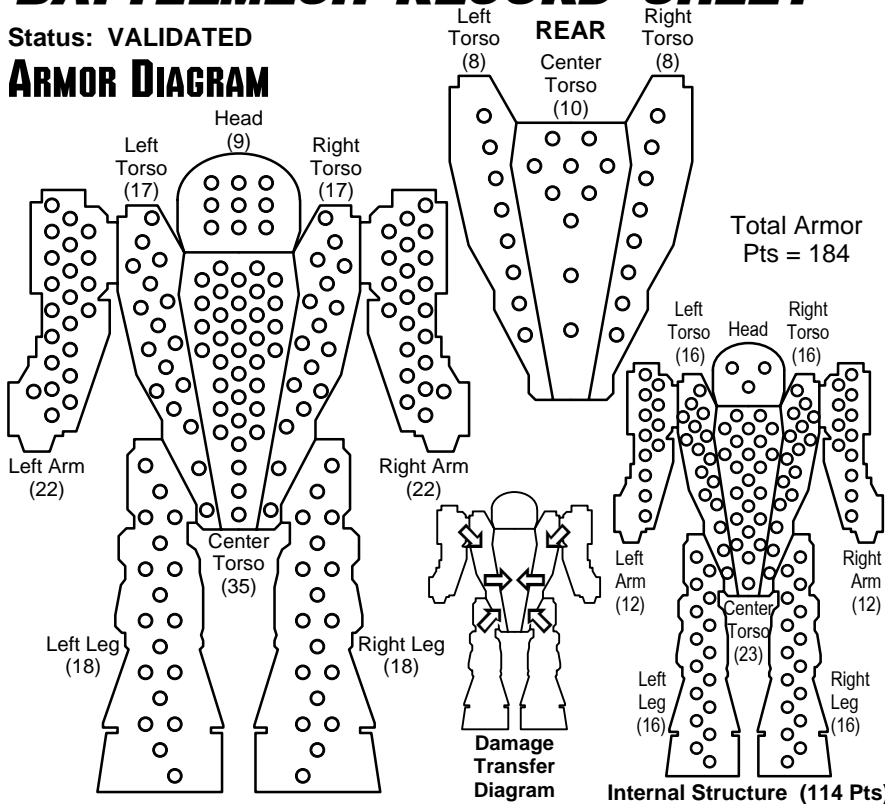 BATTLEMECH RECORD SHEET
Status: VALIDATED
ARMOR DIAGRAM
Head
(9)
Left
Torso
(17)
Right
Torso
(17)
Left Arm
(22)
Right Arm
(22)
Center
Torso
(35)
Left Leg
(18)
Right Leg
(18)
REAR
Left
Torso
(8)
Center
Torso
(10)
Right
Torso
(8)
Total Armor
Pts = 184
Left
Torso
(16)
Head
Right
Torso
(16)
Left
Arm
(12)
Right
Arm
(12)
Center
Torso
(23)
Left
Leg
(16)
Right
Leg
(16)
Damage
Transfer
Diagram
Internal Structure (114 Pts)